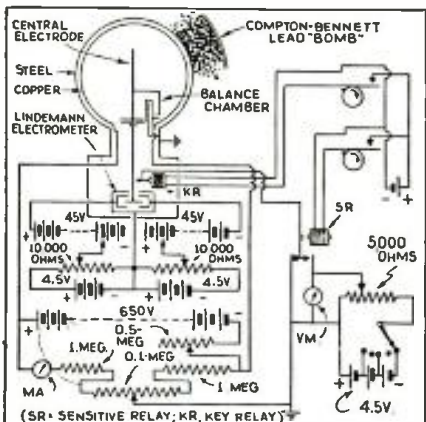 CENTRAL
ELECTRODE
COMPTON-BENNETT
LEAD "BOMB"
STEEL
COPPER
BALANCE
CHAMBER
LINDEMANN
ELECTROMETER
KR
+
+
SR
45V
45V
+
-
+
-
10 000
OHMS
10 000
OHMS
5000
OHMS
4.5V
4.5V
650V
+
-
0.5-
MEG
VM
1.MEG.
0.1-MEG
1 MEG
MA
+
-
4.5V
(SR= SENSITIVE RELAY; KR, KEY RELAY)